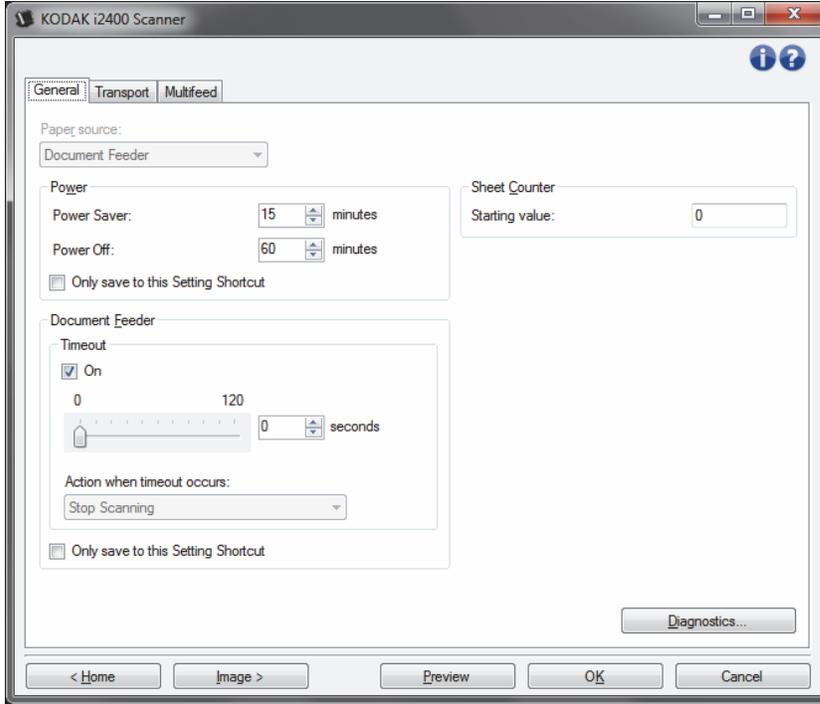 KODAK i2400 Scanner
General Transport Multifeed
Paper source:
Document Feeder
Power
Power Saver: 15 minutes
Power Off: 60 minutes
Only save to this Setting Shortcut
Sheet Counter
Starting value: 0
Document Feeder
Timeout
On
0 120
0 seconds
Action when timeout occurs:
Stop Scanning
Only save to this Setting Shortcut
Diagnostics...
< Home Image > Preview OK Cancel